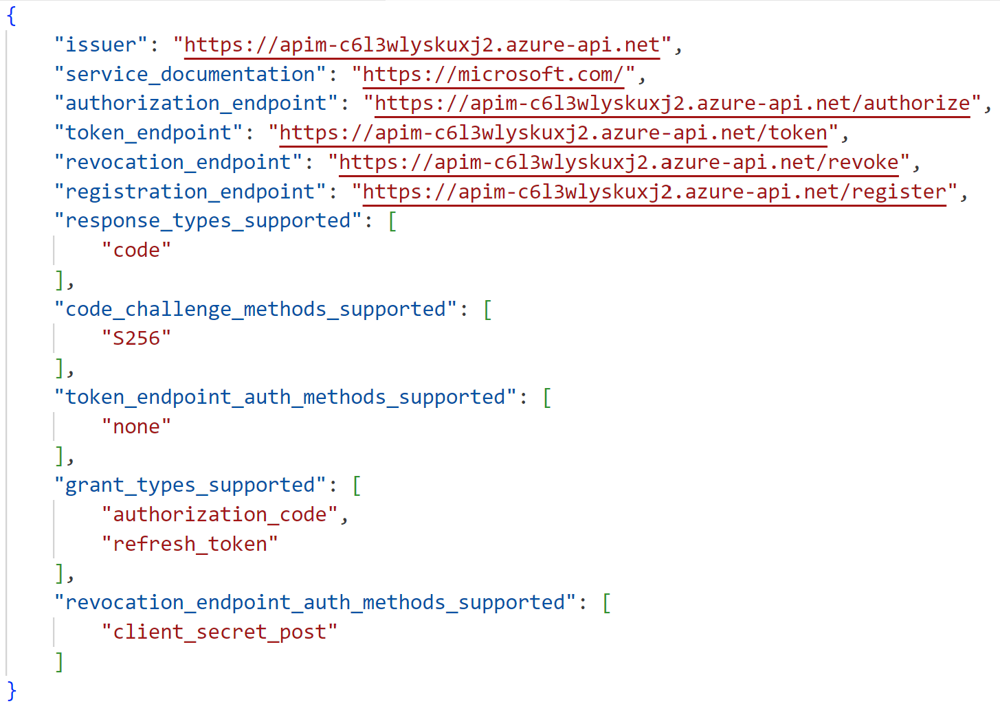 {
"issuer": "https://apim-c6l3wlyskuxj2.azure-api.net",
"service_documentation": "https://microsoft.com/",
"authorization_endpoint": "https://apim-c6l3wlyskuxj2.azure-api.net/authorize",
"token_endpoint": "https://apim-c6l3wlyskuxj2.azure-api.net/token",
"revocation_endpoint": "https://apim-c6l3wlyskuxj2.azure-api.net/revoke",
"registration_endpoint": "https://apim-c6l3wlyskuxj2.azure-api.net/register",
"response_types_supported": [
"code"
],
"code_challenge_methods_supported": [
"S256"
],
"token_endpoint_auth_methods_supported": [
"none"
],
"grant_types_supported": [
"authorization_code",
"refresh_token"
],
"revocation_endpoint_auth_methods_supported": [
"client_secret_post"
]
}